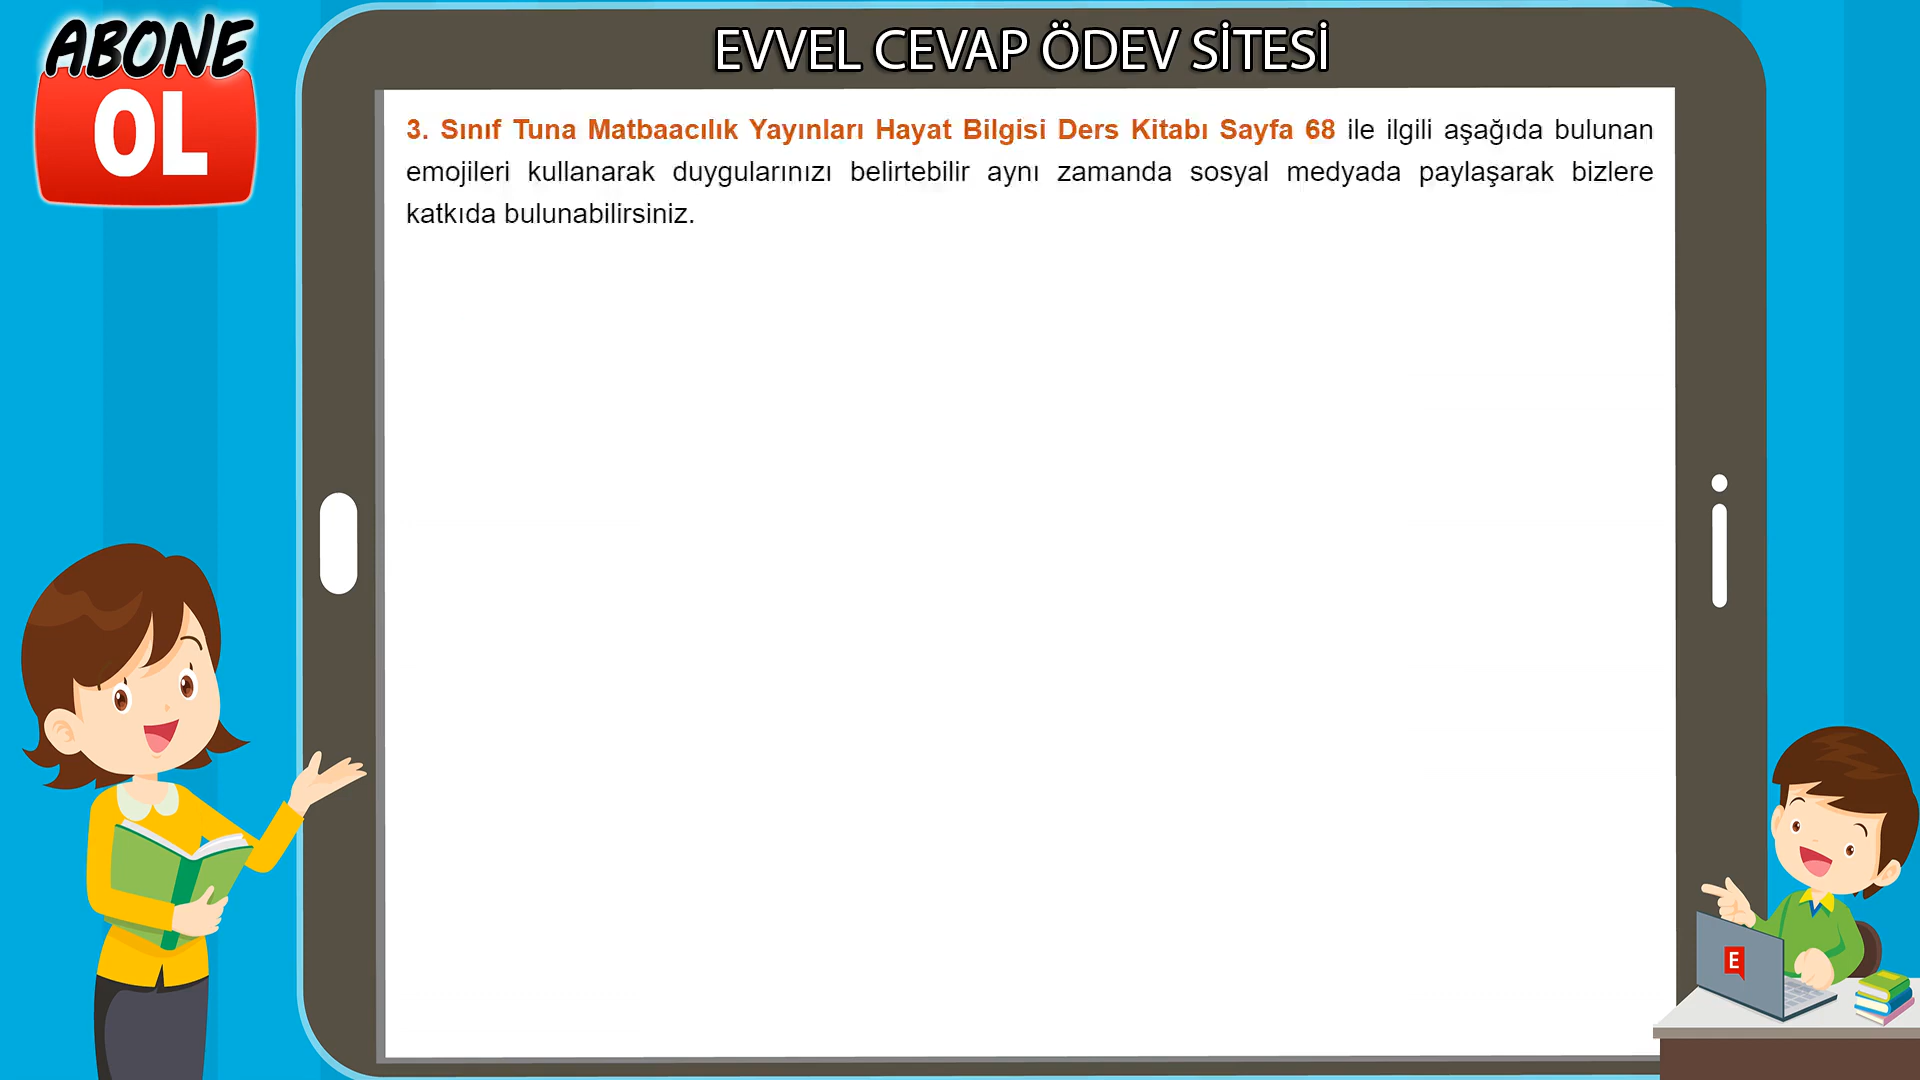 ABONE
OL
EVVEL CEVAP ÖDEV SİTESİ
3. Sınıf Tuna Matbaacılık Yayınları Hayat Bilgisi Ders Kitabı Sayfa 68 ile ilgili aşağıda bulunan
emojileri kullanarak duygularınızı belirtebilir aynı zamanda sosyal medyada paylaşarak bizlere
katkıda bulunabilirsiniz.
E